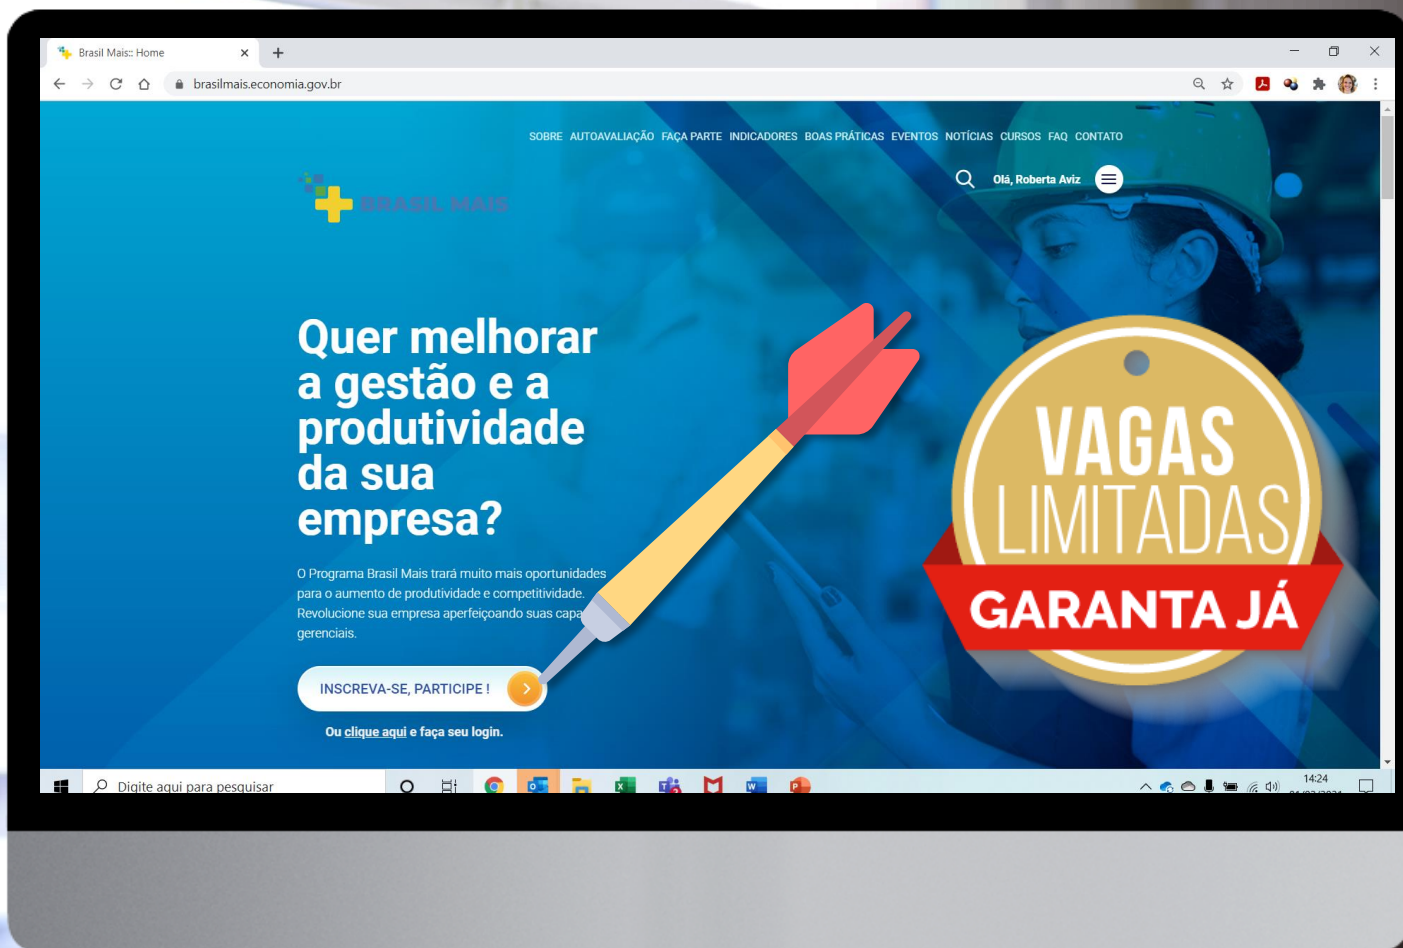 Brasil Mais:: Home
brasilmais.economia.gov.br
SOBRE AUTOAVALIAÇÃO FAÇA PARTE INDICADORES BOAS PRÁTICAS EVENTOS NOTÍCIAS CURSOS FAQ CONTATO
Olá, Roberta Aviz
BRASIL MAIS
Quer melhorar
a gestão e a
produtividade
da sua
empresa?
O Programa Brasil Mais trará muito mais oportunidades
para o aumento de produtividade e competitividade.
Revolucione sua empresa aperfeiçoando suas
gerenciais.
INSCREVA-SE, PARTICIPE !
Ou clique aqui e faça seu login.
VAGAS
LIMITADAS
GARANTA JÁ
Digite aqui para pesquisar
14:24